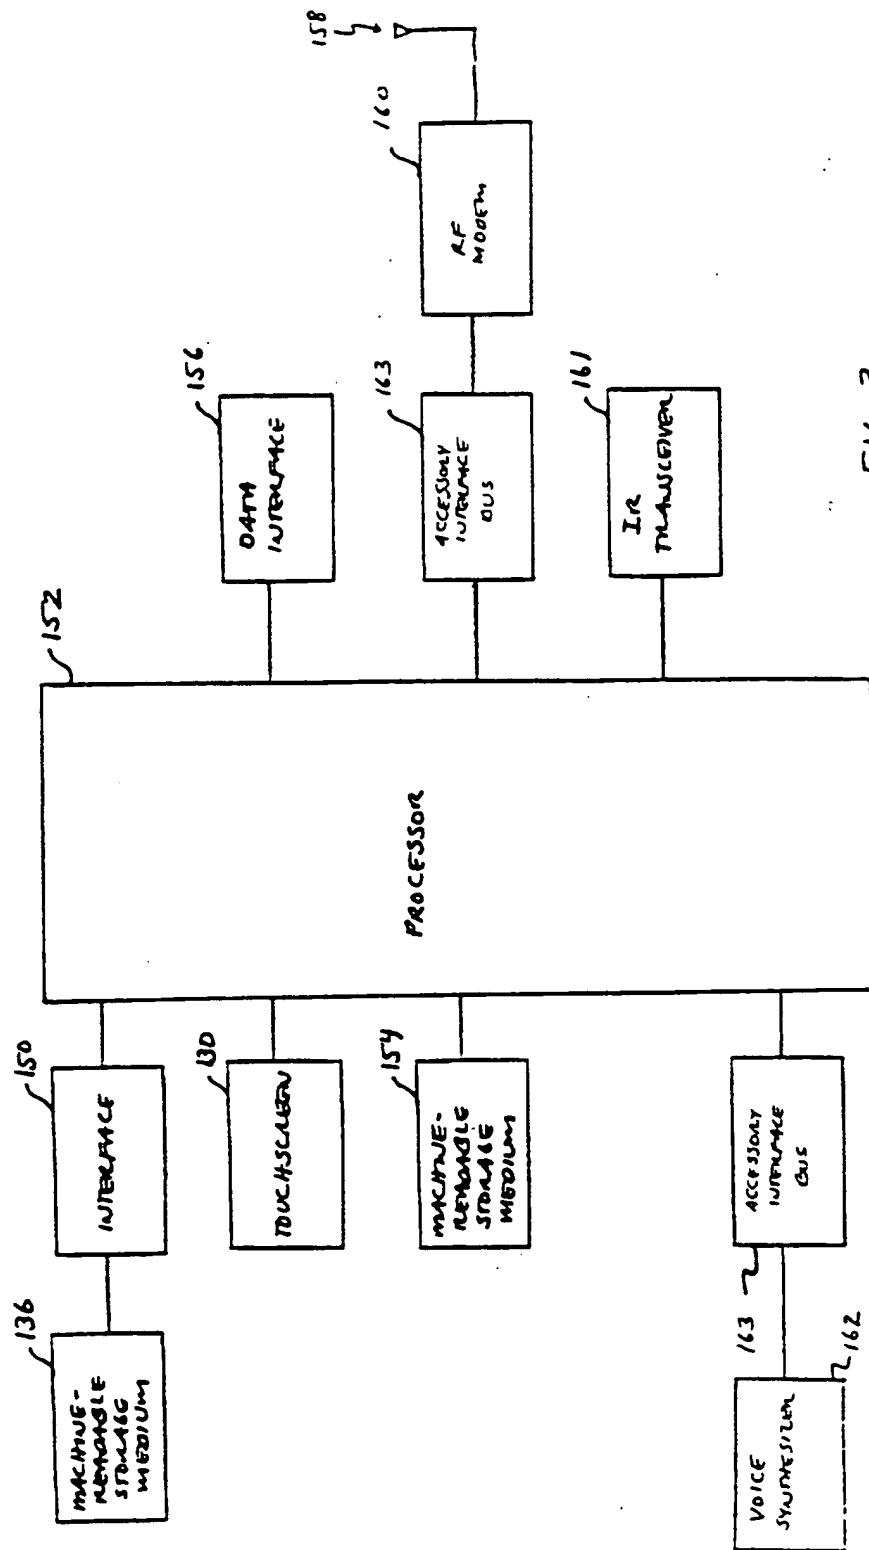 136
MACHINE-
READABLE
STORAGE
MEDIUM
150
INTERFACE
130
TOUCHSCREEN
154
MACHINE-
READABLE
STORAGE
MEDIUM
162
VOICE
SYNTHESIZER
163
ACCESSORY
INTERFACE
BUS
152
PROCESSOR
156
DATA
INTERFACE
163
ACCESSORY
INTERFACE
BUS
160
RF
MODEM
158
161
IR
TRANSCEIVER